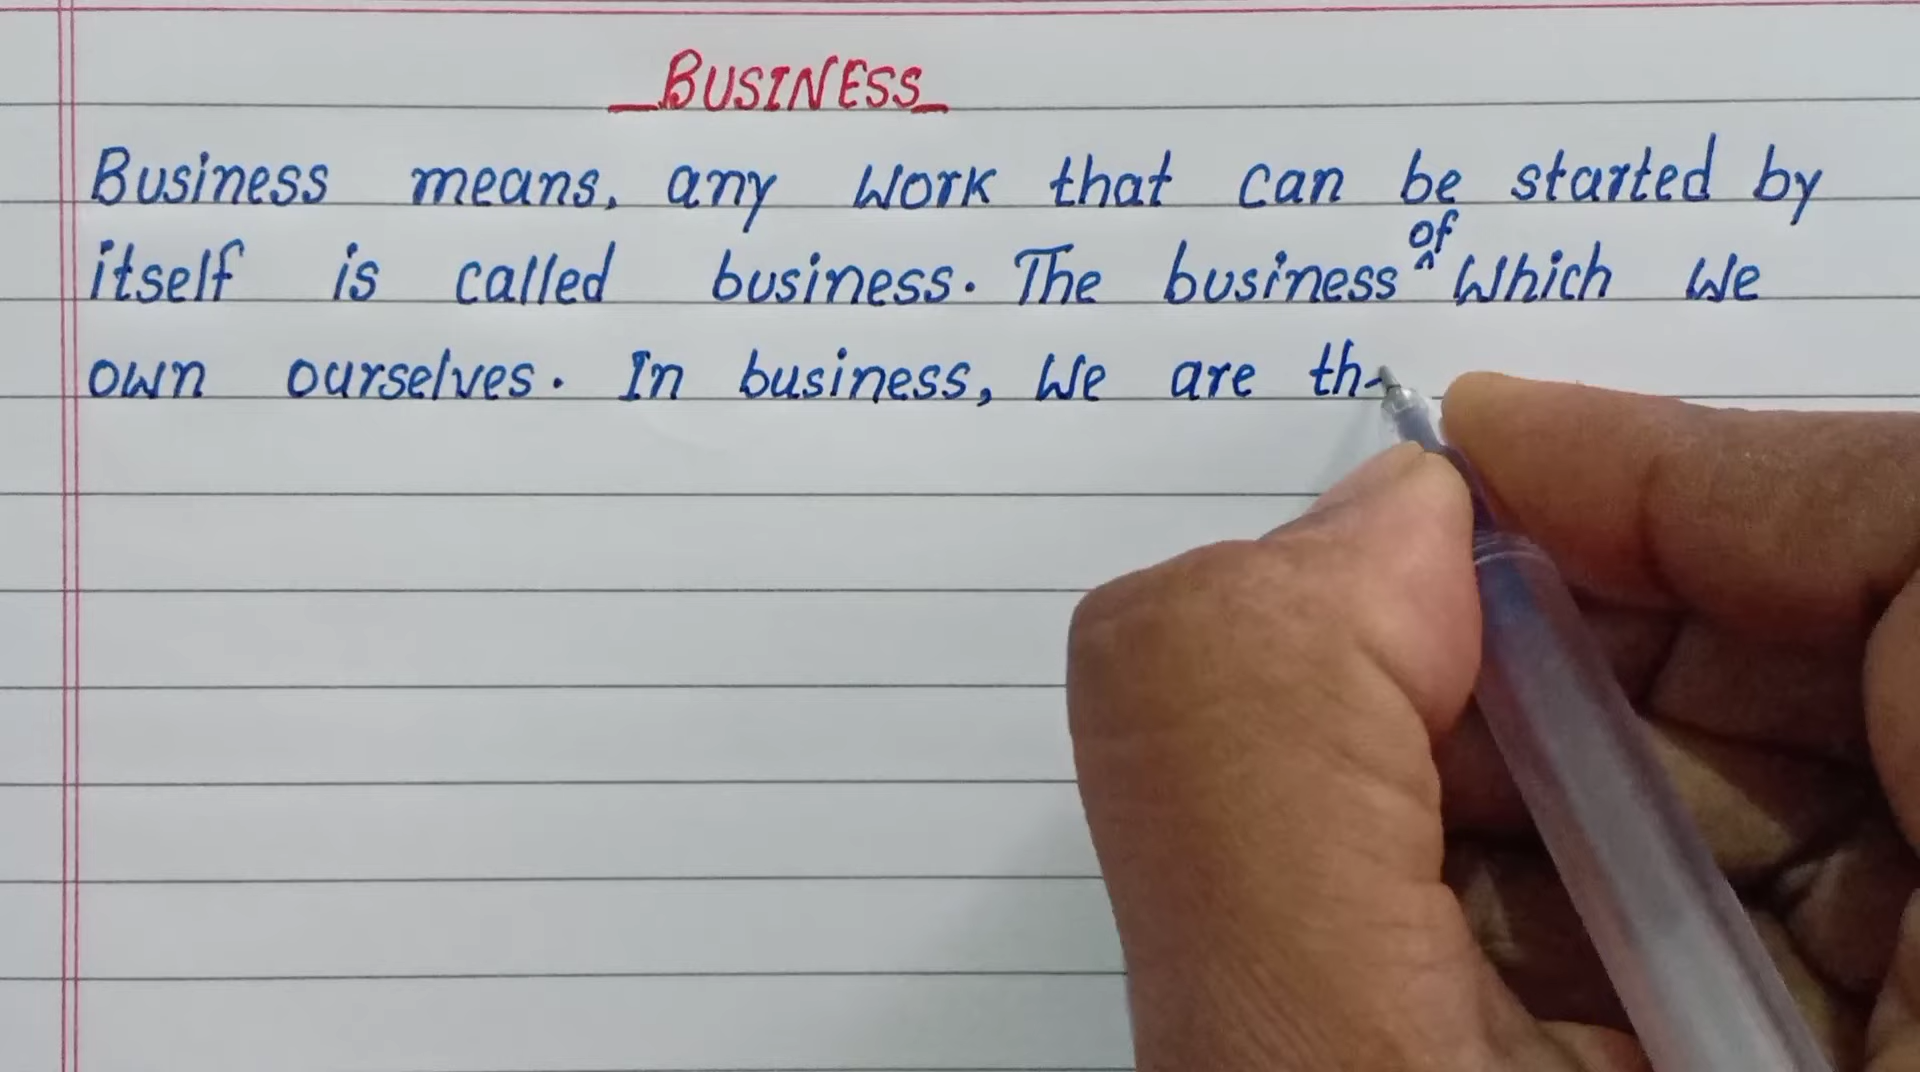 BUSINESS
Business means, any work that can be started by
itself is called business. The business of which we
own ourselves. In business, we are th